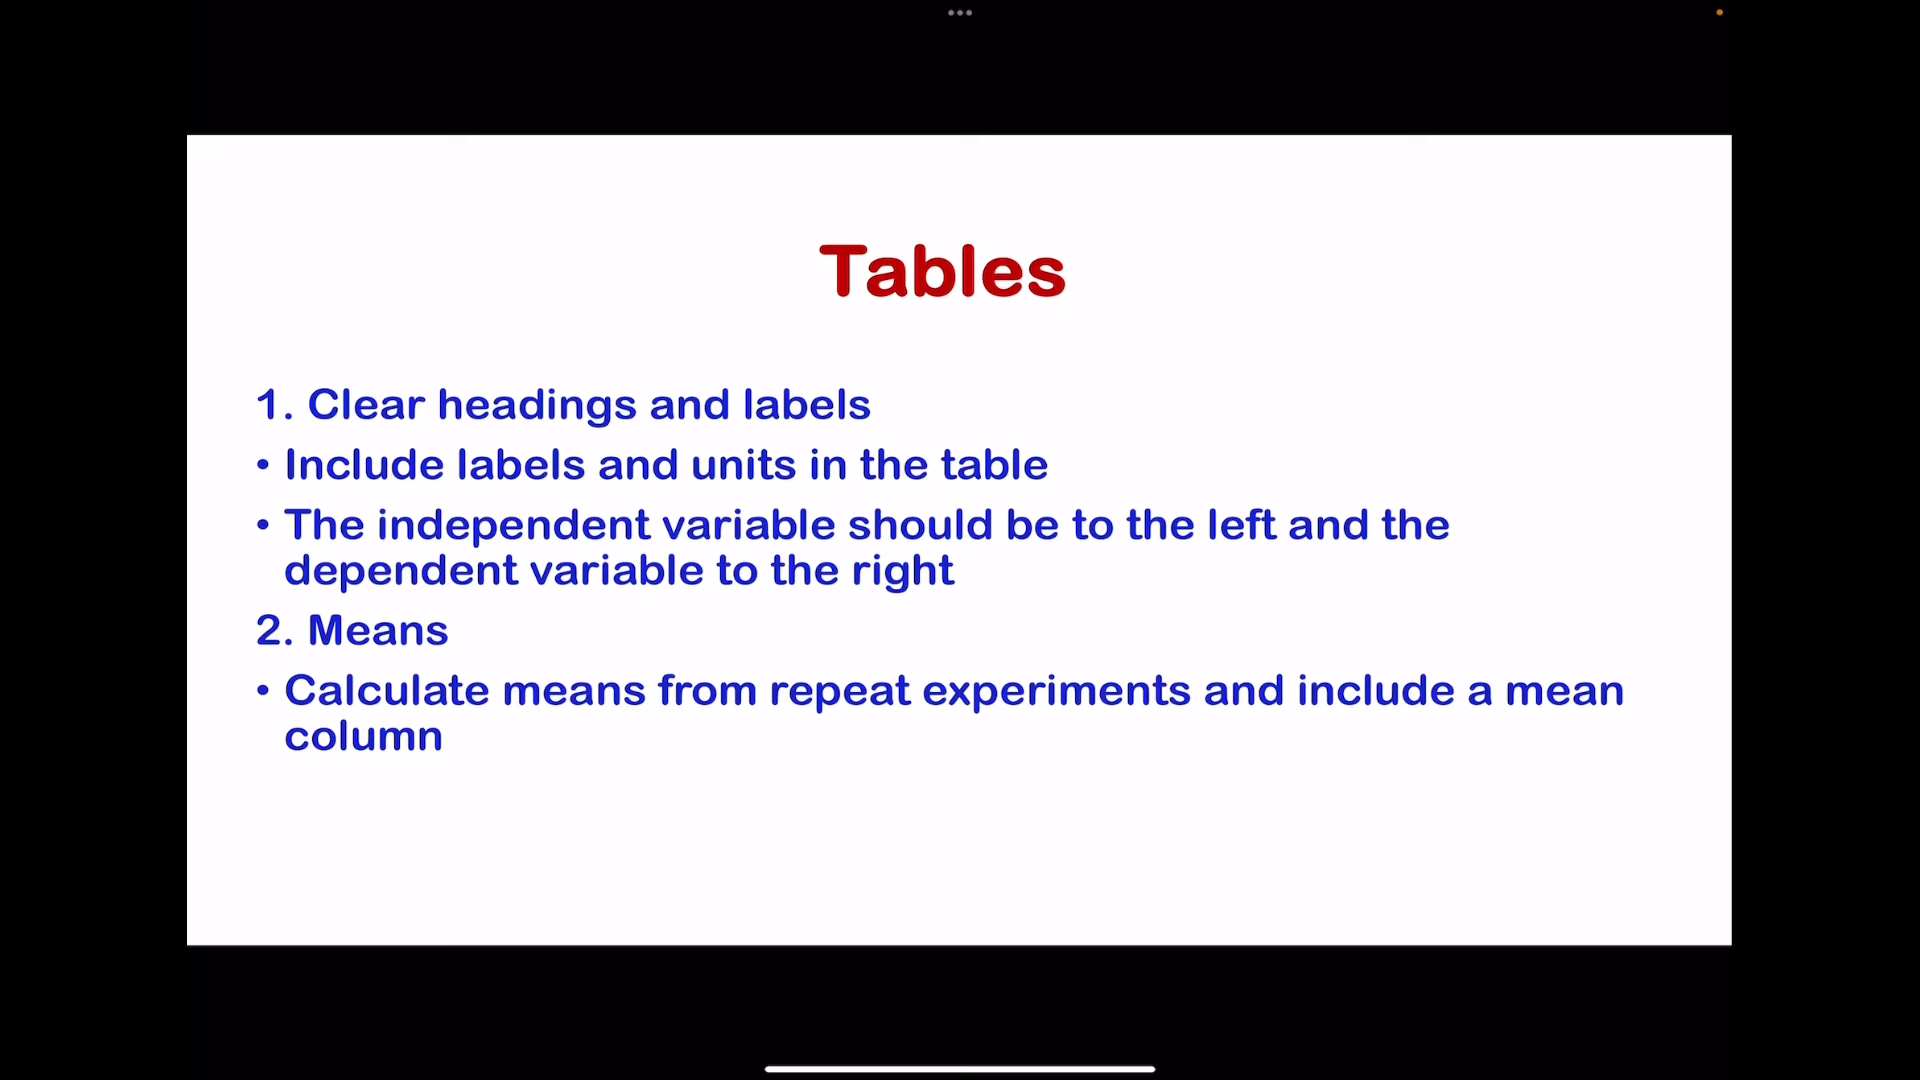 Tables
1. Clear headings and labels
• Include labels and units in the table
• The independent variable should be to the left and the
dependent variable to the right
2. Means
• Calculate means from repeat experiments and include a mean
column